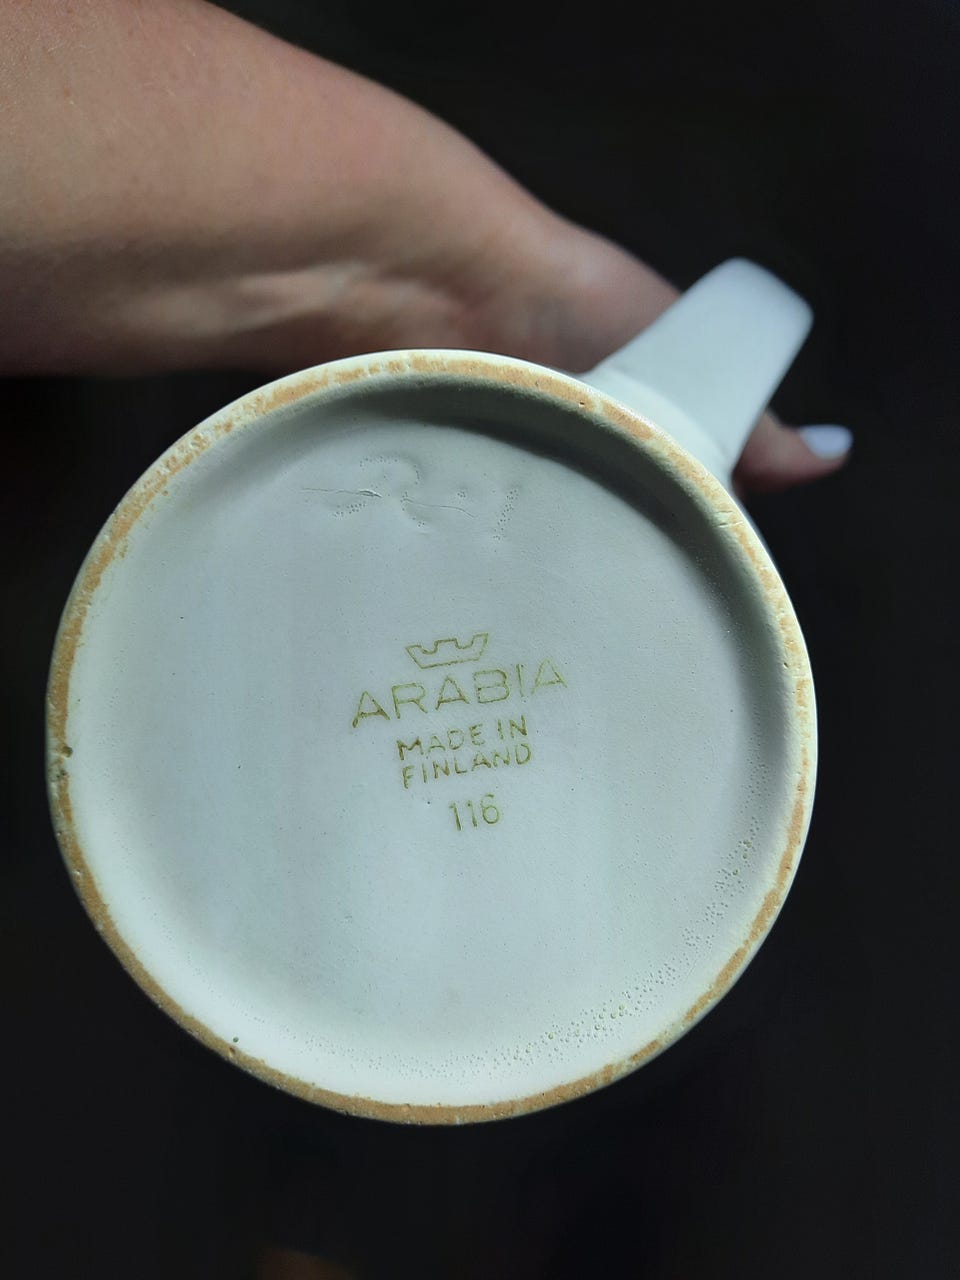 ARABIA
MADE IN
FINLAND
116